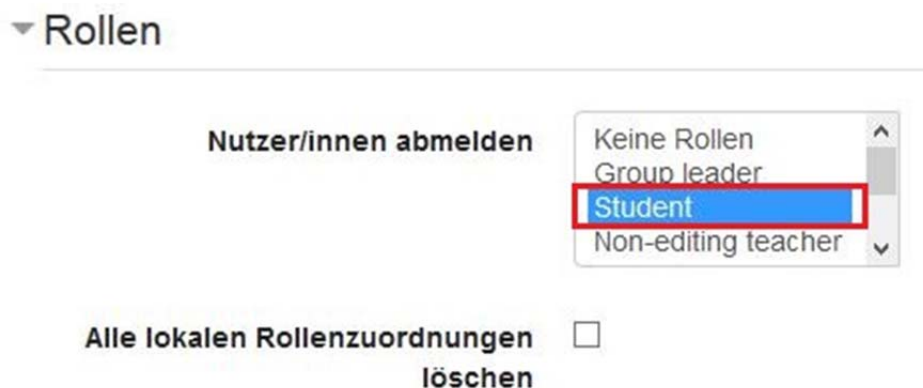 Rollen
Nutzer/innen abmelden
Keine Rollen
Group leader
Student
Non-editing teacher
Alle lokalen Rollenzuordnungen
löschen